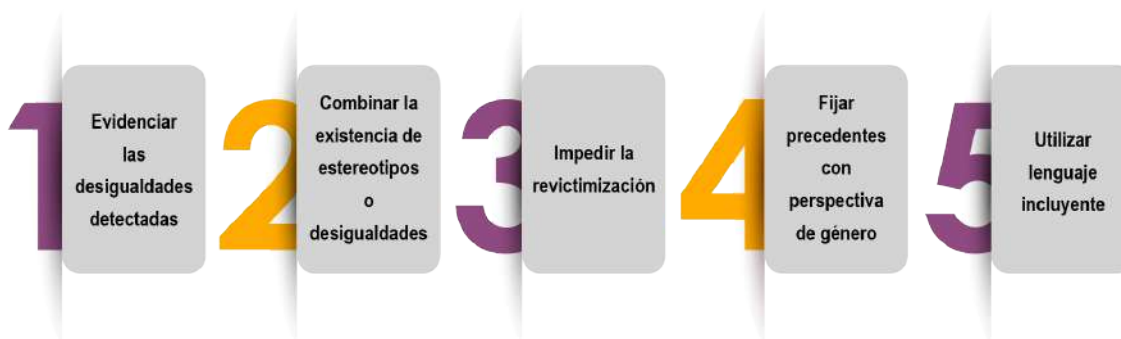 1
Evidenciar
las
desigualdades
detectadas
2
Combinar la
existencia de
estereotipos
o
desigualdades
3
Impedir la
revictimización
4
Fijar
precedentes
con
perspectiva
de género
5
Utilizar
lenguaje
incluyente